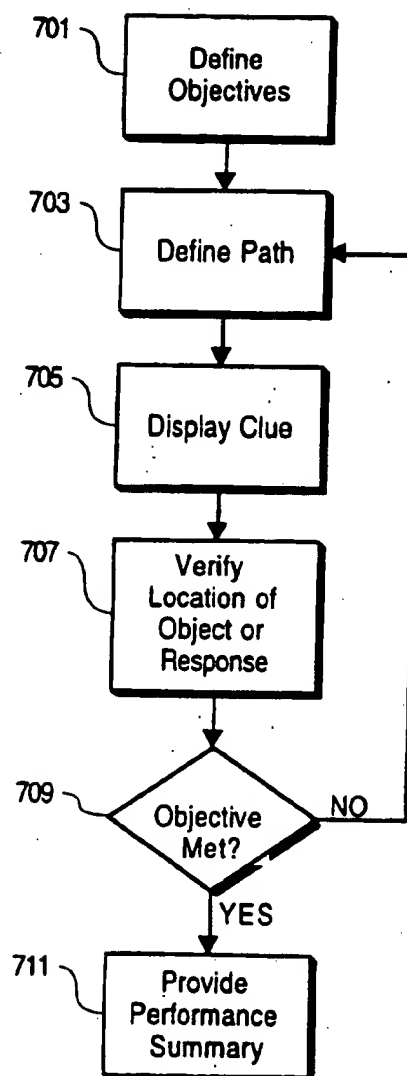 701
Define
Objectives
703
Define Path
705
Display Clue
707
Verify
Location of
Object or
Response
709
Objective
Met?
NO
YES
711
Provide
Performance
Summary